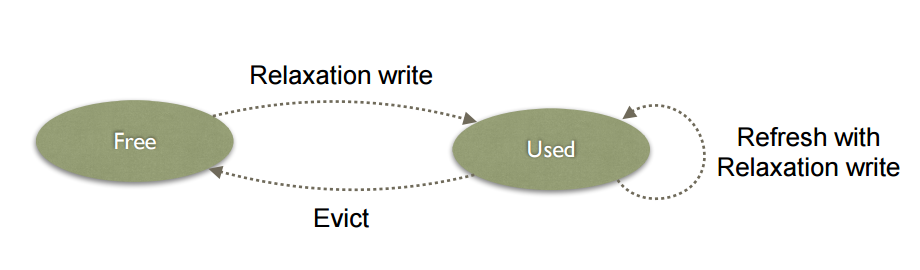 Relaxation write
Free
Used
Refresh with
Relaxation write
Evict